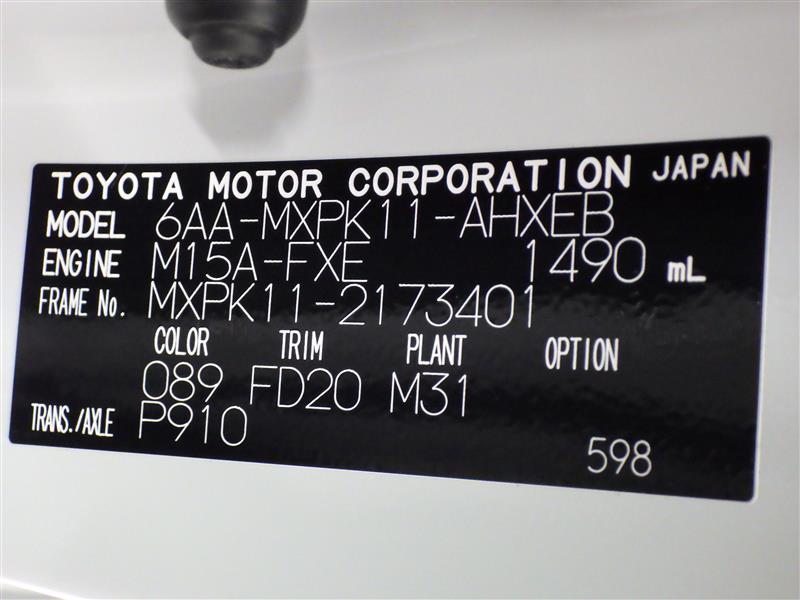 TOYOTA MOTOR CORPORATION JAPAN
MODEL 6AA-MXPK11-AHXEB
ENGINE M15A-FXE 1490 mL
FRAME No. MXPK11-2173401
COLOR TRIM PLANT OPTION
089 FD20 M31
TRANS./AXLE P910
598